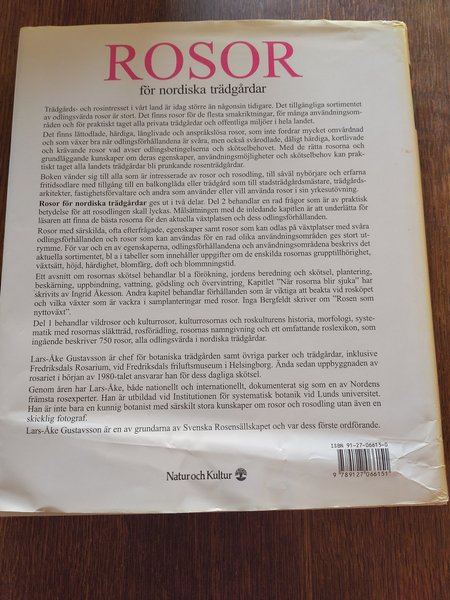 ROSOR
för nordiska trädgårdar
Trädgårds- och rosintresset i vårt land är idag större än någonsin tidigare. Det tillgängliga sortimentet
av odlingsvärda rosor är stort. Det finns rosor för de flesta smakriktningar, för många användningsom-
råden och för praktiskt taget alla privata trädgårdar och offentliga miljöer i hela landet.
Det finns lättodlade, härdiga, långlivade och anspråkslösa rosor, som inte fordrar mycket omvårdnad
och som växer bra när odlingsförhållandena är svåra, men också svårodlade, dåligt härdiga, kortlivade
och krävande rosor vad avser odlingsbetingelserna och skötselbehovet. Med de rätta rosorna och
grundläggande kunskaper om deras egenskaper, användningsmöjligheter och skötselbehov kan prak-
tiskt taget alla landets trädgårdar bli prunkande rosenträdgårdar.
Boken vänder sig till alla som är intresserade av rosor och rosodling, till såväl nybörjare och erfarna
fritidsodlare med tillgång till en balkonglåda eller trädgård som till stadsträdgårdsmästare, trädgårds-
arkitekter, fastighetsförvaltare och andra som använder eller vill använda rosor i sin yrkesutövning.
Rosor för nordiska trädgårdar ges ut i två delar. Del 2 behandlar en rad frågor som är av praktisk
betydelse för att rosodlingen skall lyckas. Målsättningen med de inledande kapitlen är att underlätta för
läsaren att finna de bästa rosorna för den aktuella växtplatsen och dess odlingsförhållanden.
Rosor med särskilda, ofta efterfrågade, egenskaper samt rosor som kan odlas på växtplatser med svåra
odlingsförhållanden och rosor som kan användas för en rad olika användningsområden ges stort ut-
rymme. För var och en av egenskaperna, odlingsförhållandena och användningsområdena beskrivs det
aktuella sortimentet, bl a i tabeller som innehåller uppgifter om de enskilda rosornas grupptillhörighet,
växtsätt, höjd, härdighet, blomfärg, doft och blommningstid.
Ett avsnitt om rosornas skötsel behandlar bl a förökning, jordens beredning och skötsel, plantering,
beskärning, uppbindning, vattning, gödsling och övervintring. Kapitlet "När rosorna blir sjuka" har
skrivits av Ingrid Åkesson. Andra kapitel behandlar förhållanden som är viktiga att beakta vid rosköpet
och vilka växter som är vackra i samplanteringar med rosor. Inga Bergfeldt skriver om "Rosen som
nyttoväxt".
Del 1 behandlar vildrosor och kulturrosor, kulturrosornas och roskulturens historia, morfologi, syste-
matik med rosornas släktträd, rosförädling, rosornas namngivning och ett omfattande roslexikon, som
ingående beskriver 750 rosor, alla odlingsvärda i nordiska trädgårdar.
Lars-Åke Gustavsson är chef för botaniska trädgården samt övriga parker och trädgårdar, inklusive
Fredriksdals Rosarium, vid Fredriksdals friluftsmuseum i Helsingborg. Ända sedan uppbyggnaden av
rosariet i början av 1980-talet ansvarar han för dess dagliga skötsel.
Genom åren har Lars-Åke, både nationellt och internationellt, dokumenterat sig som en av Nordens
främsta rosexperter. Han är utbildad vid Institutionen för systematisk botanik vid Lunds universitet.
Han är inte bara en kunnig botanist med särskilt stora kunskaper om rosor och rosodling utan även en
skicklig fotograf.
Lars-Åke Gustavsson är en av grundarna av Svenska Rosensällskapet och var dess förste ordförande.
ISBN 91-27-06615-0
9 789127 066151
Natur och Kultur